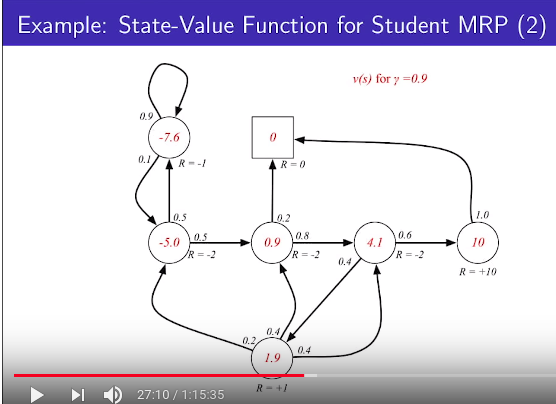 Example: State-Value Function for Student MRP (2)
v(s) for γ =0.9
0.9
-7.6
0
0.1
R = -1
R = 0
0.5
0.2
1.0
-5.0
0.5
0.9
0.8
4.1
0.6
10
R = -2
R = -2
0.4
R = -2
R = +10
0.2
0.4
0.4
1.9
R = +1
27:10 / 1:15:35